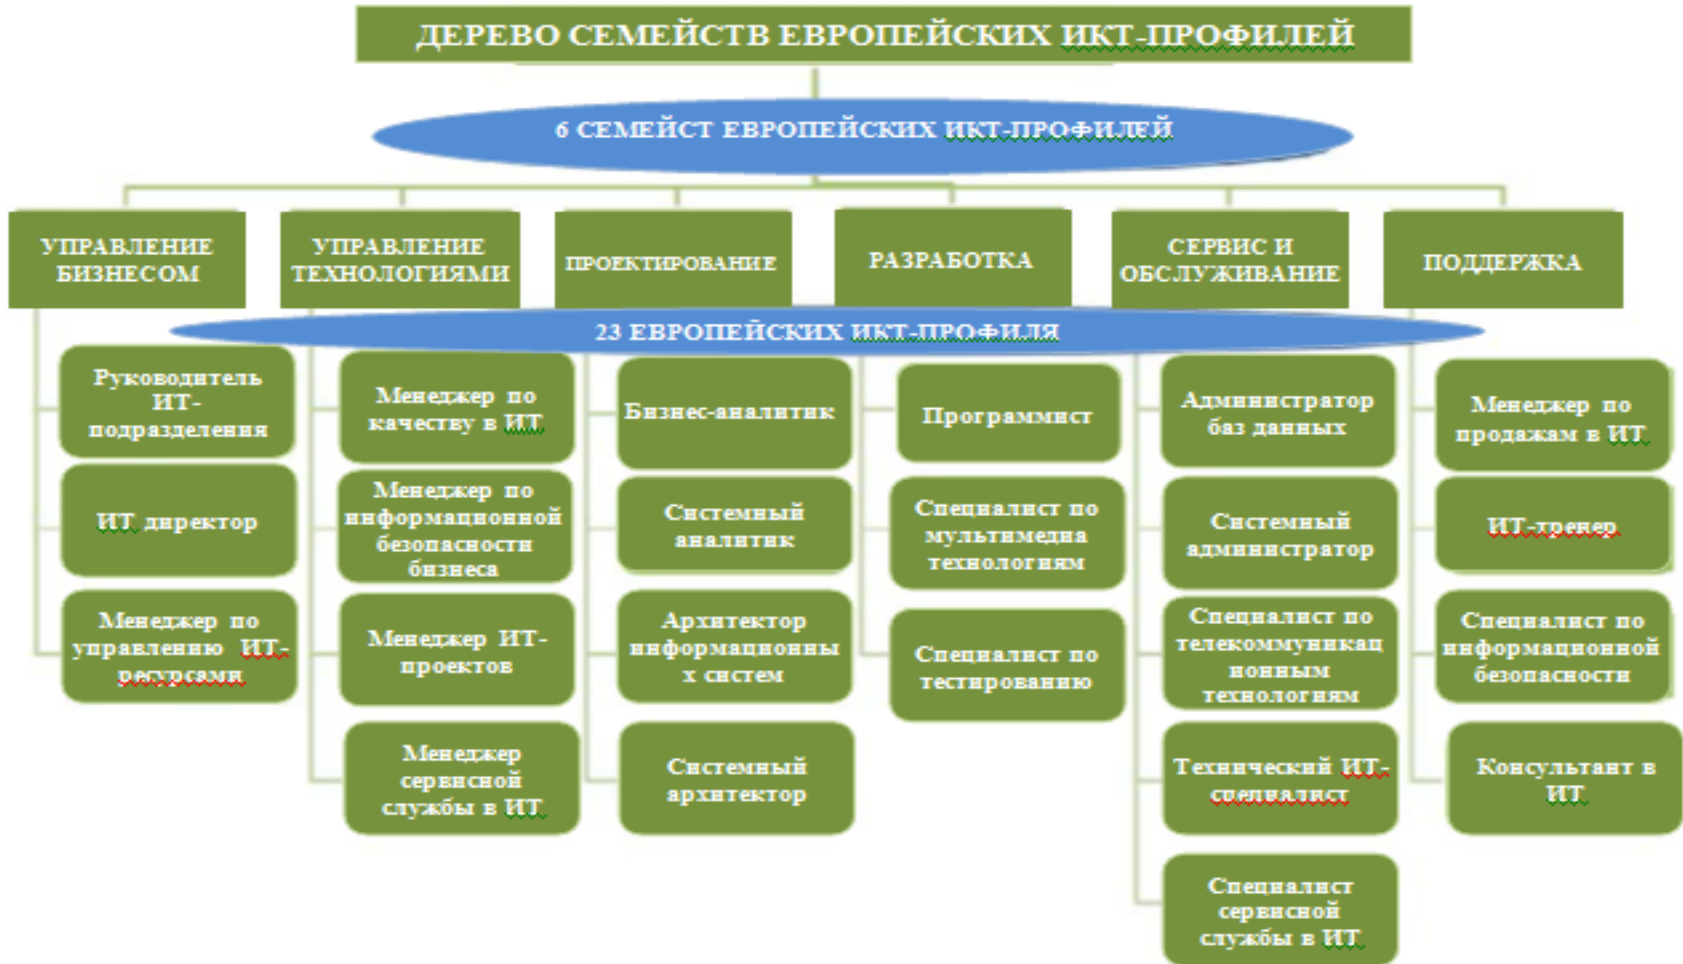 ДЕРЕВО СЕМЕЙСТВ ЕВРОПЕЙСКИХ ИКТ-ПРОФИЛЕЙ
6 СЕМЕЙСТ ЕВРОПЕЙСКИХ ИКТ-ПРОФИЛЕЙ
УПРАВЛЕНИЕ
БИЗНЕСОМ
УПРАВЛЕНИЕ
ТЕХНОЛОГИЯМИ
ПРОЕКТИРОВАНИЕ
РАЗРАБОТКА
СЕРВИС И
ОБСЛУЖИВАНИЕ
ПОДДЕРЖКА
23 ЕВРОПЕЙСКИХ ИКТ-ПРОФИЛЯ
Руководитель
ИТ-
подразделения
ИТ директор
Менеджер по
управлению ИТ-
ресурсами
Менеджер по
качеству в ИТ
Менеджер по
информационной
безопасности
бизнеса
Менеджер ИТ-
проектов
Менеджер
сервисной
службы в ИТ
Бизнес-аналитик
Системный
аналитик
Архитектор
информационны
х систем
Системный
архитектор
Программист
Специалист по
мультимедиа
технологиям
Специалист по
тестированию
Администратор
баз данных
Системный
администратор
Специалист по
телекоммуникац
ионным
технологиям
Технический ИТ-
специалист
Специалист
сервисной
службы в ИТ
Менеджер по
продажам в ИТ
ИТ-тренер
Специалист по
информационной
безопасности
Консультант в
ИТ